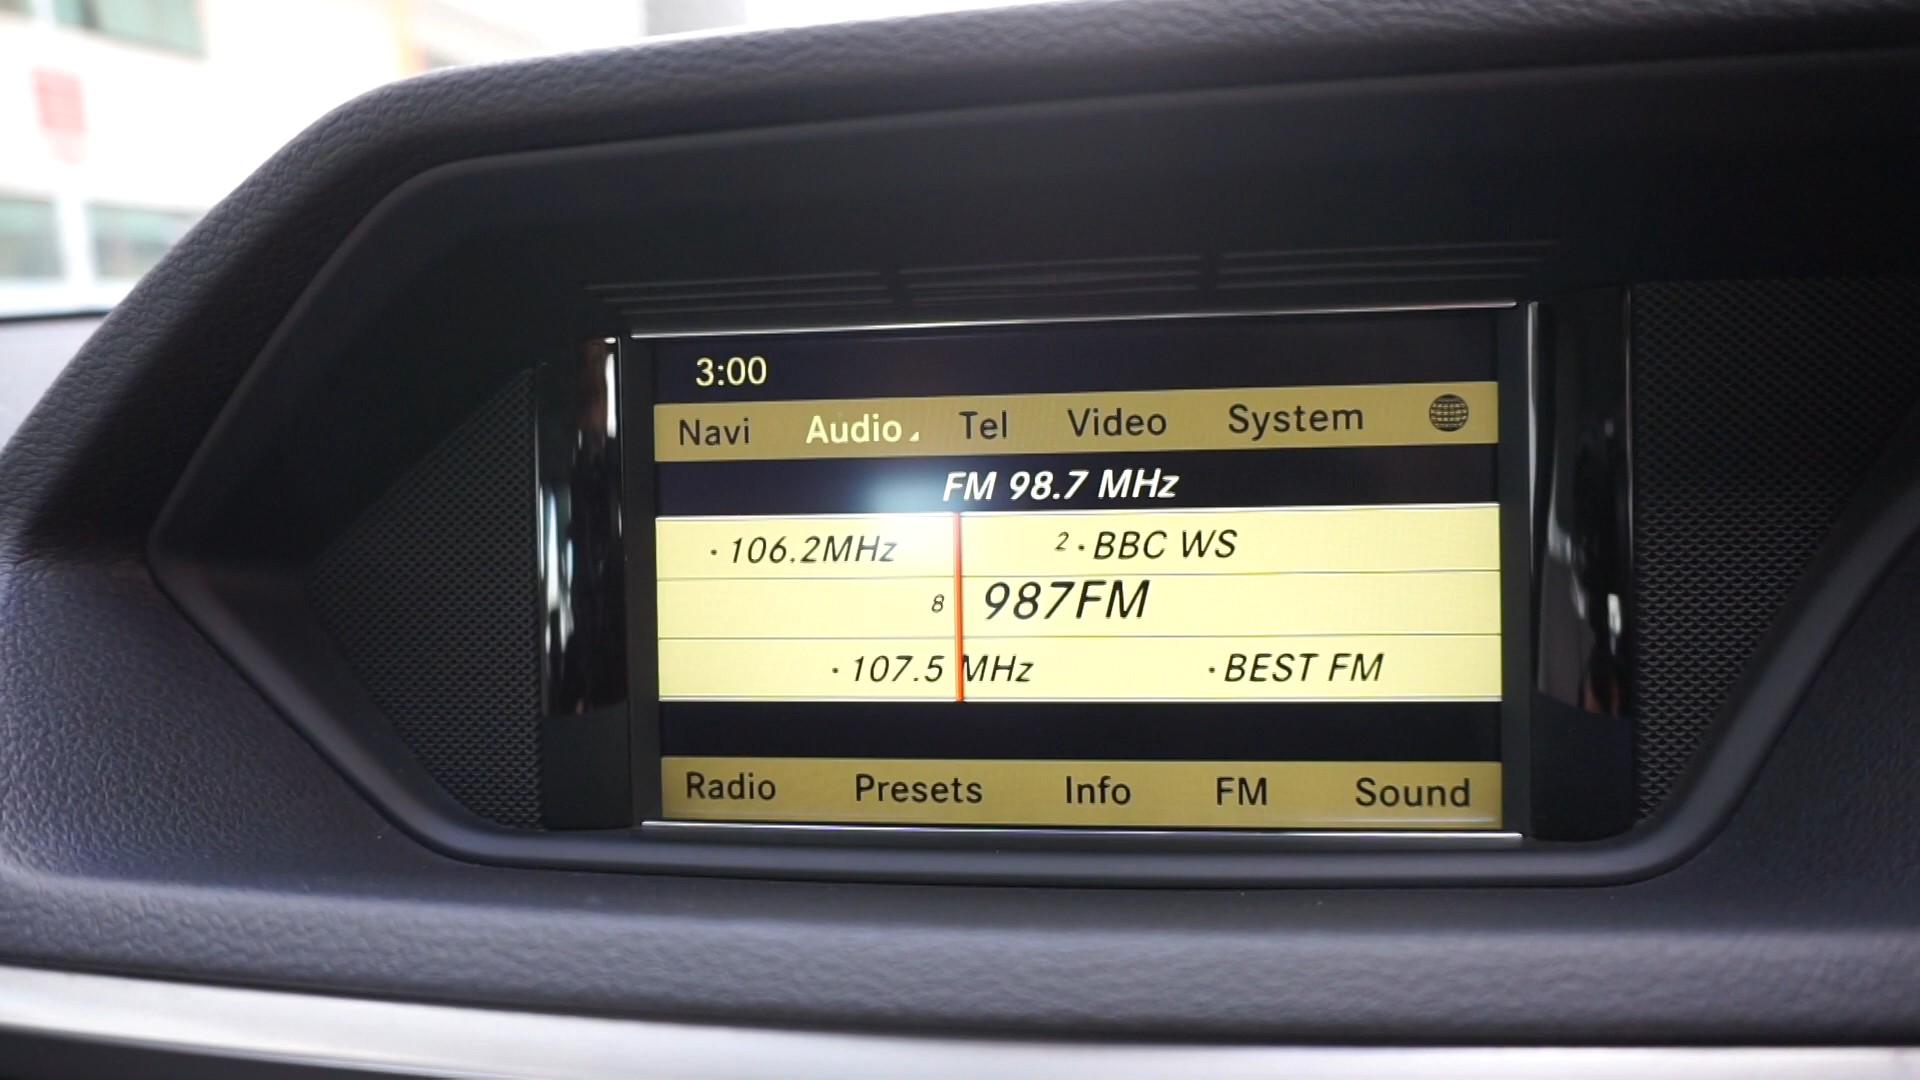 3:00
Navi Audio Tel Video System
FM 98.7 MHz
· 106.2MHz 2 · BBC WS
8 987FM
· 107.5 MHz · BEST FM
Radio Presets Info FM Sound